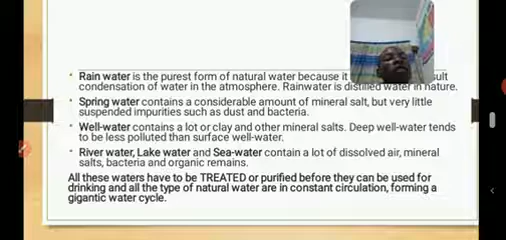 • Rain water is the purest form of natural water because it sult
condensation of water in the atmosphere. Rainwater is distilled water in nature.
• Spring water contains a considerable amount of mineral salt, but very little
suspended impurities such as dust and bacteria.
• Well-water contains a lot or clay and other mineral salts. Deep well-water tends
to be less polluted than surface well-water.
• River water, Lake water and Sea-water contain a lot of dissolved air, mineral
salts, bacteria and organic remains.
All these waters have to be TREATED or purified before they can be used for
drinking and all the type of natural water are in constant circulation, forming a
gigantic water cycle.